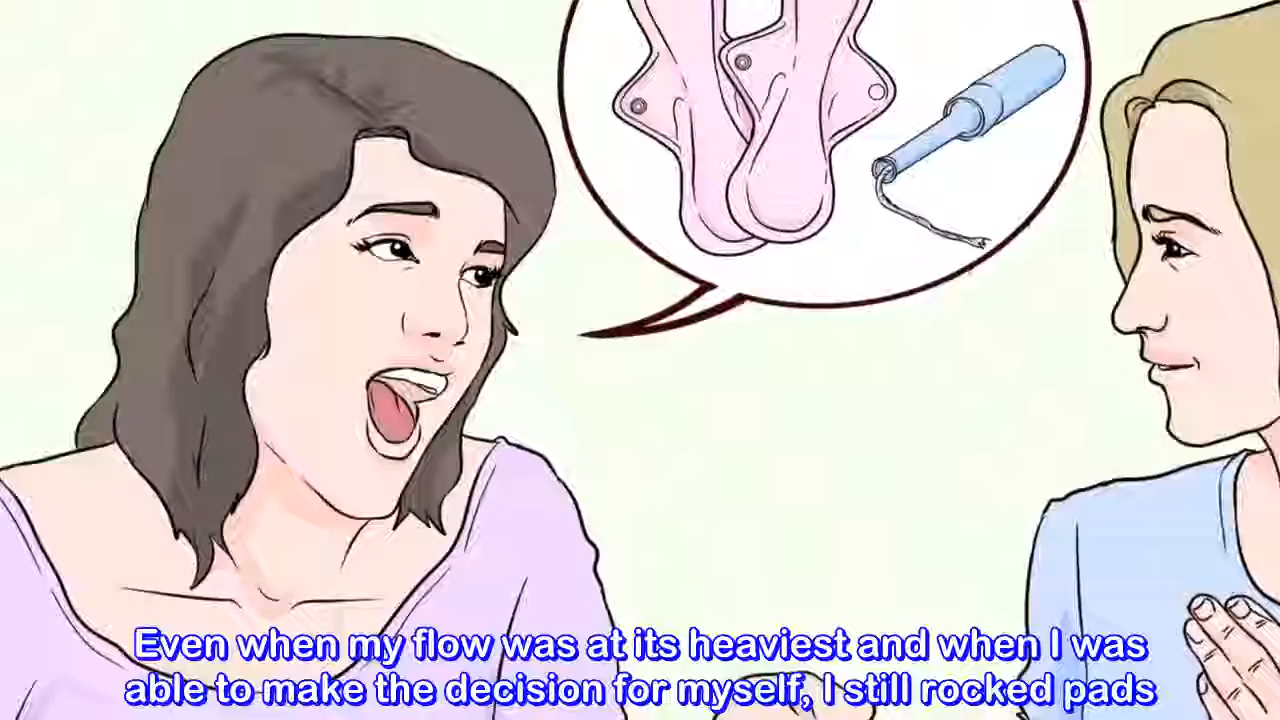 Even when my flow was at its heaviest and when I was
able to make the decision for myself, I still rocked pads